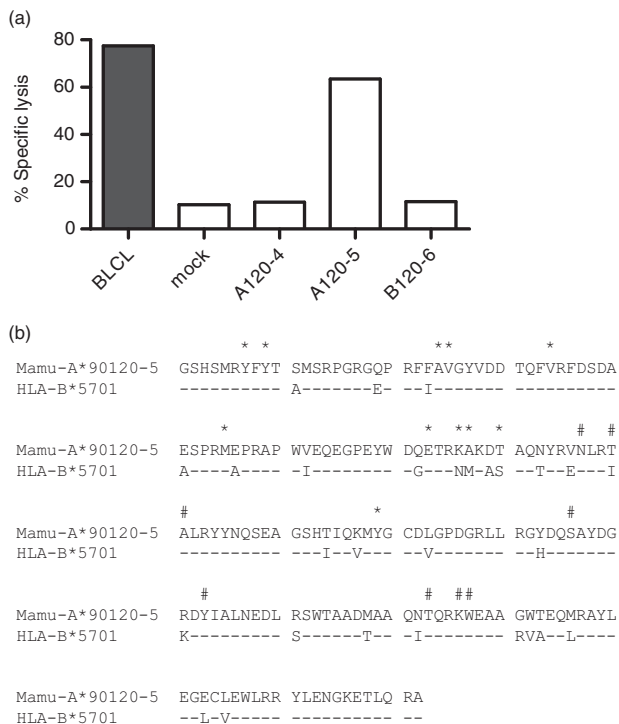 (a)
80
60
40
20
0
% Specific lysis
BLCL
mock
A120-4
A120-5
B120-6
(b)
* * ** *
Mamu-A*90120-5 GSHSMRYFYT SMSRPGRGQP RFFAVGYVDD TQFVRFDSDA
HLA-B*5701 ---------- A-------E- --I------- ----------
* * ** * # #
Mamu-A*90120-5 ESPRMEPRAP WVEQEGPEYW DQETRKAKDT AQNYRVNLRT
HLA-B*5701 A----A---- --I------- --G--NM-AS --T--E---I
# * #
Mamu-A*90120-5 ALRYYNQSEA GSHTIQKMYG CDLGPDGRLL RGYDQSAYDG
HLA-B*5701 ---------- ----I--V-- ---V------ ---H------
# # ##
Mamu-A*90120-5 RDYIALNEDL RSWTAADMAA QNTQRKWEAA GWTEQMRAYL
HLA-B*5701 K--------- S------T-- -I-------- RVA--L----
Mamu-A*90120-5 EGECLEWLRR YLENGKETLQ RA
HLA-B*5701 --L-V----- ---------- --